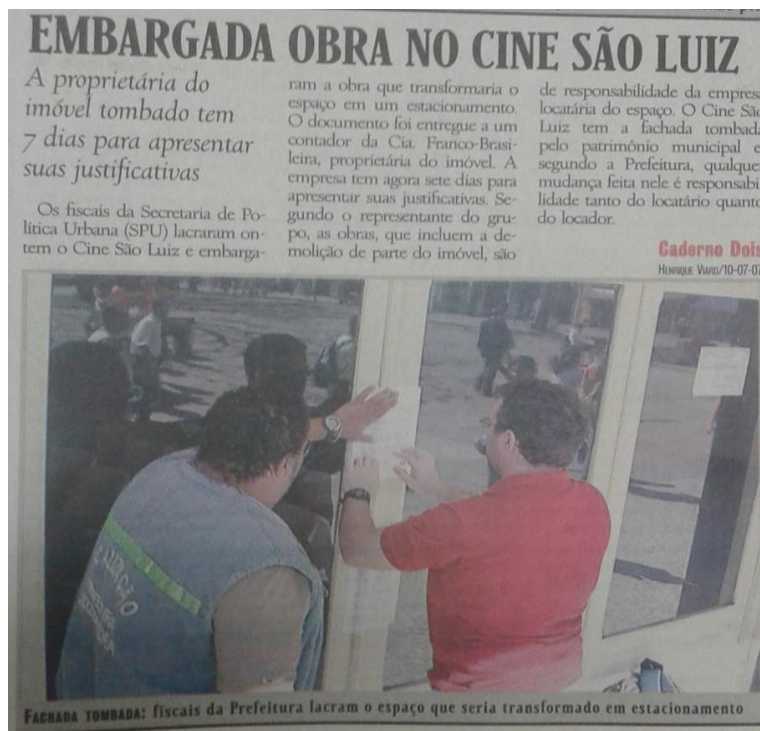 EMBARGADA OBRA NO CINE SÃO LUIZ
A proprietária do
imóvel tombado tem
7 dias para apresentar
suas justificativas
Os fiscais da Secretaria de Po-
lítica Urbana (SPU) lacraram on-
tem o Cine São Luiz e embarga-
ram a obra que transformaria o
espaço em um estacionamento.
O documento foi entregue a um
contador da Cia. Franco-Brasi-
leira, proprietária do imóvel. A
empresa tem agora sete dias para
apresentar suas justificativas. Se-
gundo o representante do gru-
po, as obras, que incluem a de-
molição de parte do imóvel, são
de responsabilidade da empresa
locatária do espaço. O Cine São
Luiz tem a fachada tombada
pelo patrimônio municipal e
segundo a Prefeitura, qualquer
mudança feita nele é responsabi-
lidade tanto do locatário quanto
do locador.
Caderno Dois
HENRIQUE VIARD/10-07-07
FACHADA TOMBADA: fiscais da Prefeitura lacram o espaço que seria transformado em estacionamento